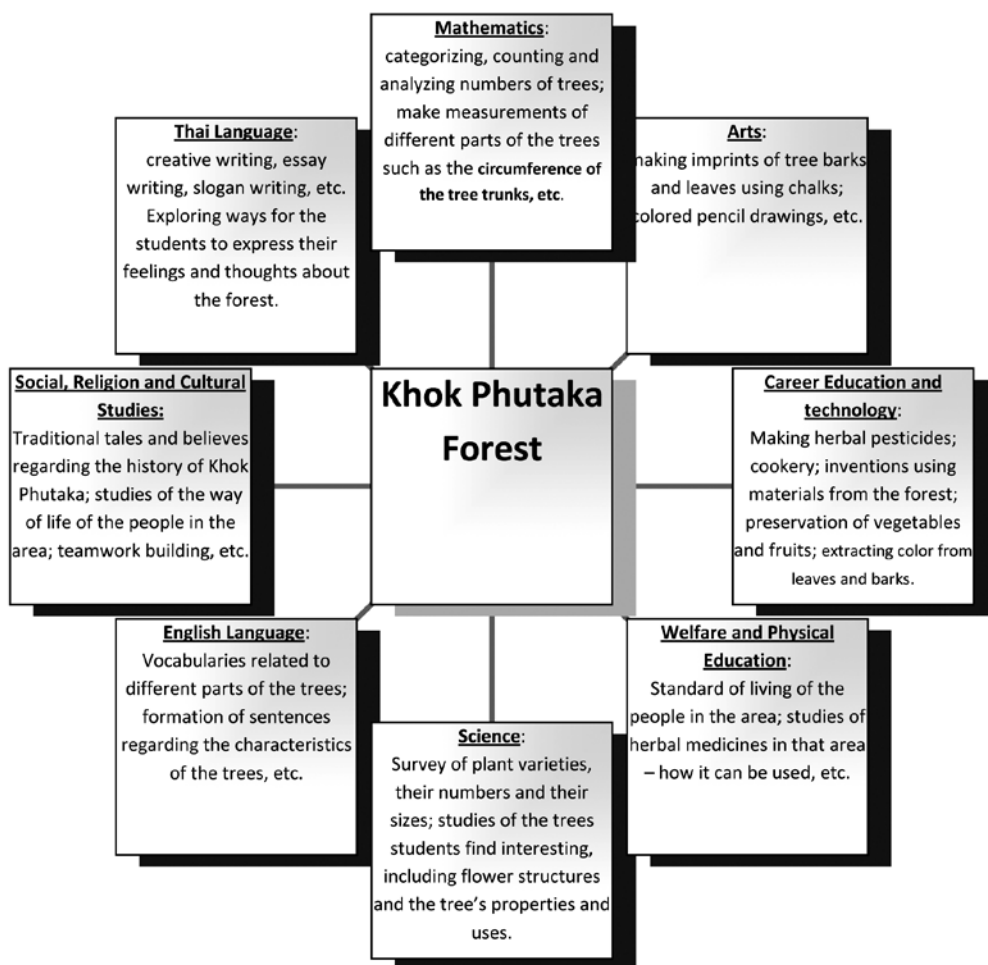 Mathematics:
categorizing, counting and
analyzing numbers of trees;
make measurements of
different parts of the trees
such as the circumference of
the tree trunks, etc.
Thai Language:
creative writing, essay
writing, slogan writing, etc.
Exploring ways for the
students to express their
feelings and thoughts about
the forest.
Arts:
making imprints of tree barks
and leaves using chalks;
colored pencil drawings, etc.
Social, Religion and Cultural
Studies:
Traditional tales and believes
regarding the history of Khok
Phutaka; studies of the way
of life of the people in the
area; teamwork building, etc.
Khok Phutaka
Forest
Career Education and
technology:
Making herbal pesticides;
cookery; inventions using
materials from the forest;
preservation of vegetables
and fruits; extracting color from
leaves and barks.
English Language:
Vocabularies related to
different parts of the trees;
formation of sentences
regarding the characteristics
of the trees, etc.
Science:
Survey of plant varieties,
their numbers and their
sizes; studies of the trees
students find interesting,
including flower structures
and the tree's properties and
uses.
Welfare and Physical
Education:
Standard of living of the
people in the area; studies of
herbal medicines in that area
– how it can be used, etc.